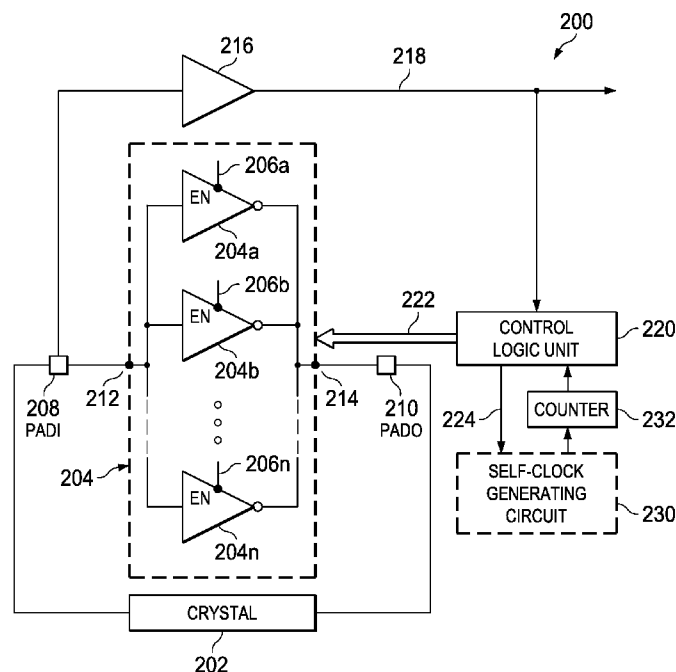 200
216
218
206a
EN
204a
206b
EN
204b
222
CONTROL
LOGIC UNIT
220
208
PADI
212
214
210
PADO
224
COUNTER
232
204
206n
EN
204n
SELF-CLOCK
GENERATING
CIRCUIT
230
CRYSTAL
202